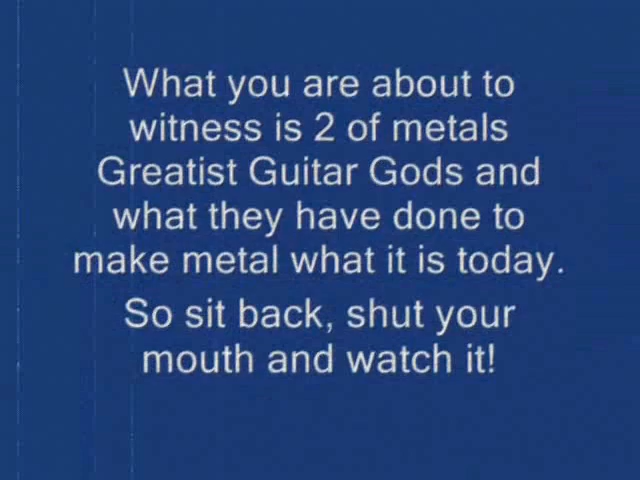 What you are about to
witness is 2 of metals
Greatist Guitar Gods and
what they have done to
make metal what it is today.
So sit back, shut your
mouth and watch it!